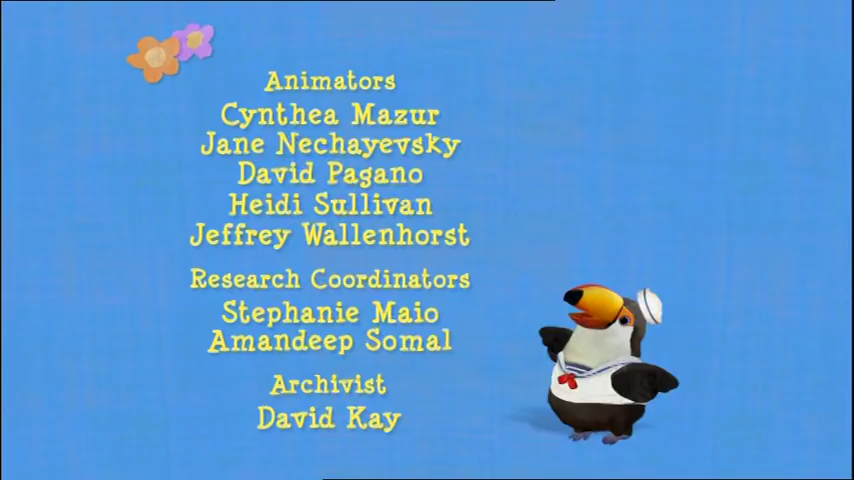 Animators
Cynthea Mazur
Jane Nechayevsky
David Pagano
Heidi Sullivan
Jeffrey Wallenhorst
Research Coordinators
Stephanie Maio
Amandeep Somal
Archivist
David Kay